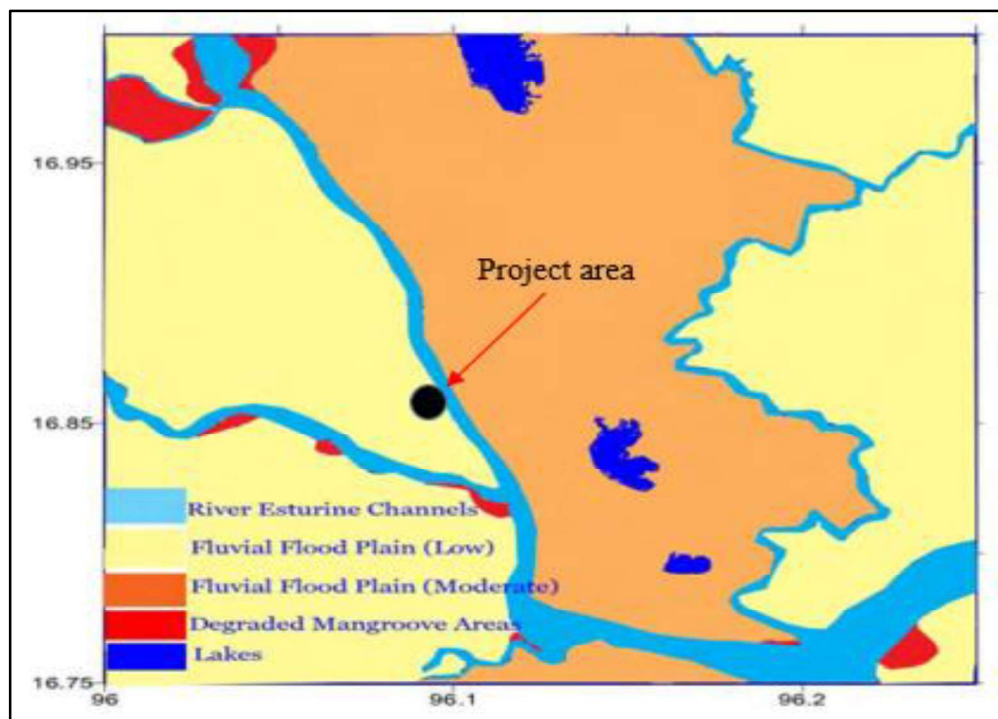 16.95
Project area
16.85
River Esturine Channels
Fluvial Flood Plain (Low)
Fluvial Flood Plain (Moderate)
Degraded Mangroove Areas
Lakes
16.75
96
96.1
96.2